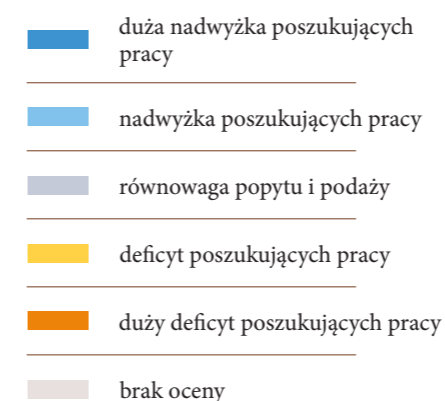 duża nadwyżka poszukujących
pracy
nadwyżka poszukujących pracy
równowaga popytu i podaży
deficyt poszukujących pracy
duży deficyt poszukujących pracy
brak oceny